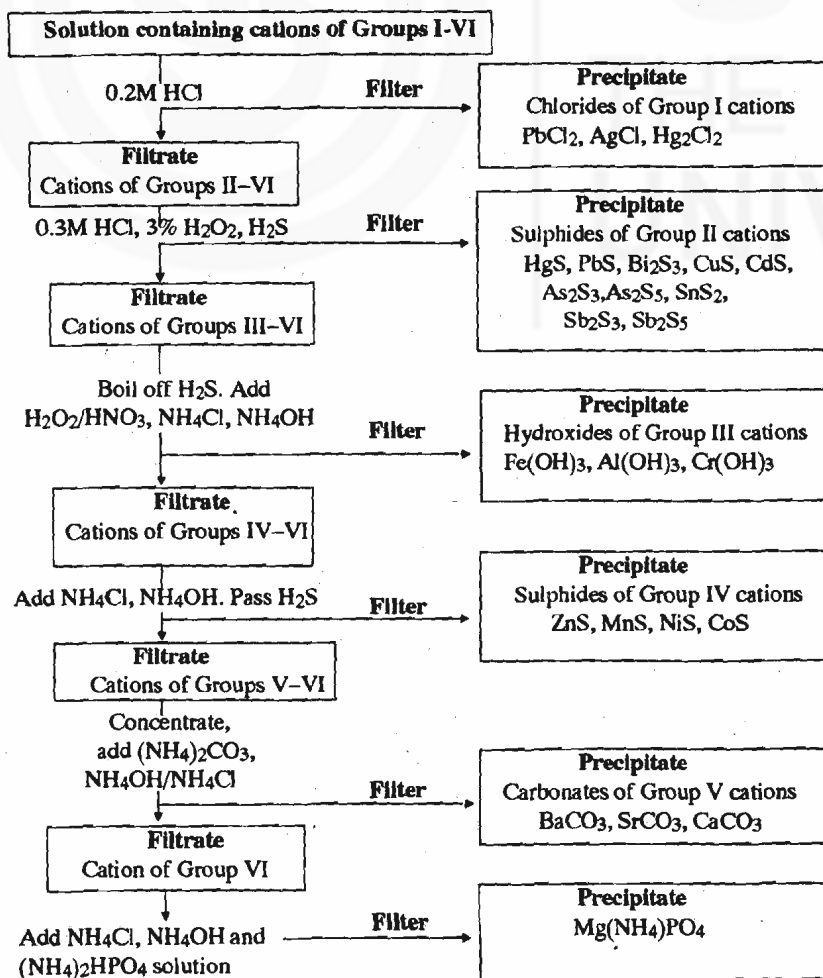 Solution containing cations of Groups I-VI
0.2M HCl
Filter
Precipitate
Chlorides of Group I cations
PbCl2, AgCl, Hg2Cl2
Filtrate
Cations of Groups II–VI
0.3M HCl, 3% H2O2, H2S
Filter
Precipitate
Sulphides of Group II cations
HgS, PbS, Bi2S3, CuS, CdS,
As2S3,As2S5, SnS2,
Sb2S3, Sb2S5
Filtrate
Cations of Groups III–VI
Boil off H2S. Add
H2O2/HNO3, NH4Cl, NH4OH
Filter
Precipitate
Hydroxides of Group III cations
Fe(OH)3, Al(OH)3, Cr(OH)3
Filtrate
Cations of Groups IV–VI
Add NH4Cl, NH4OH. Pass H2S
Filter
Precipitate
Sulphides of Group IV cations
ZnS, MnS, NiS, CoS
Filtrate
Cations of Groups V–VI
Concentrate,
add (NH4)2CO3,
NH4OH/NH4Cl
Filter
Precipitate
Carbonates of Group V cations
BaCO3, SrCO3, CaCO3
Filtrate
Cation of Group VI
Add NH4Cl, NH4OH and
(NH4)2HPO4 solution
Filter
Precipitate
Mg(NH4)PO4